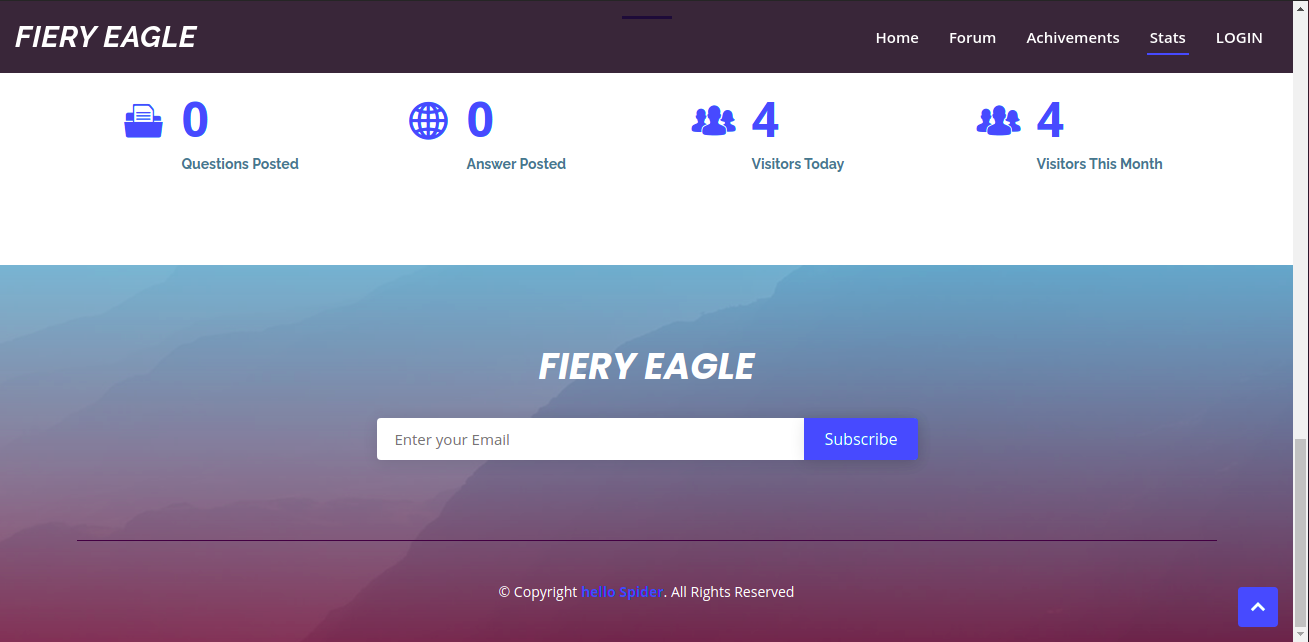 FIERY EAGLE
Home Forum Achivements Stats LOGIN
0 0 4 4
Questions Posted Answer Posted Visitors Today Visitors This Month
FIERY EAGLE
Enter your Email Subscribe
© Copyright hello Spider. All Rights Reserved